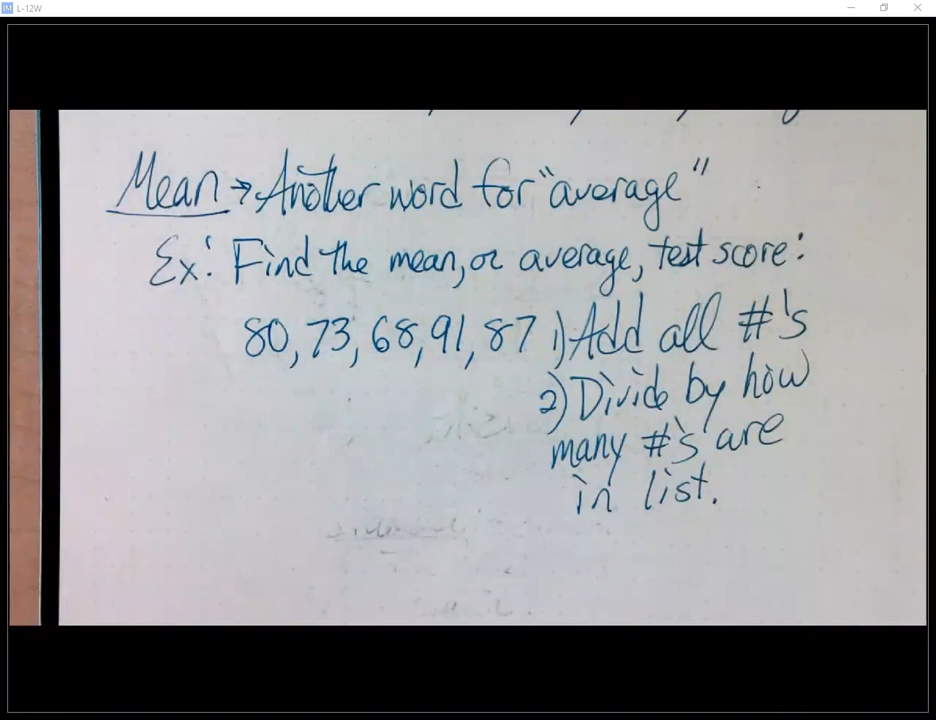 L-12W
Mean → Another word for "average"
Ex: Find the mean, or average, test score:
80, 73, 68, 91, 87 1) Add all #'s
2) Divide by how
many #'s are
in list.